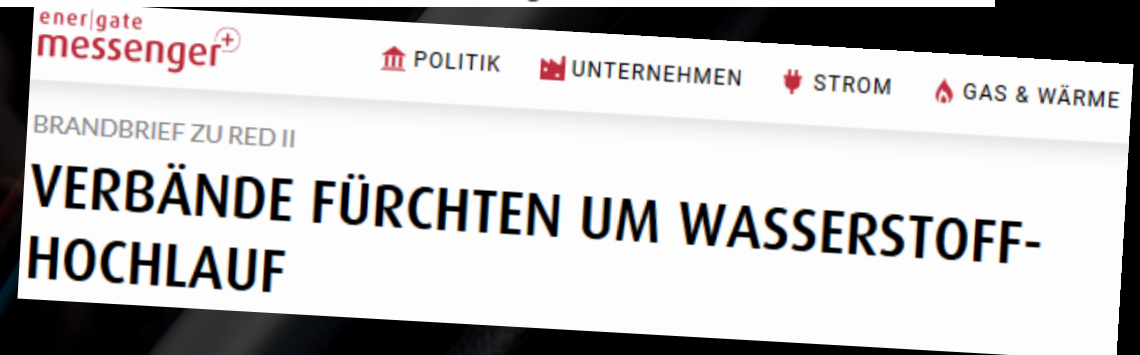 ener|gate
messenger+
POLITIK
UNTERNEHMEN
STROM
GAS & WÄRME
BRANDBRIEF ZU RED II
VERBÄNDE FÜRCHTEN UM WASSERSTOFF-
HOCHLAUF